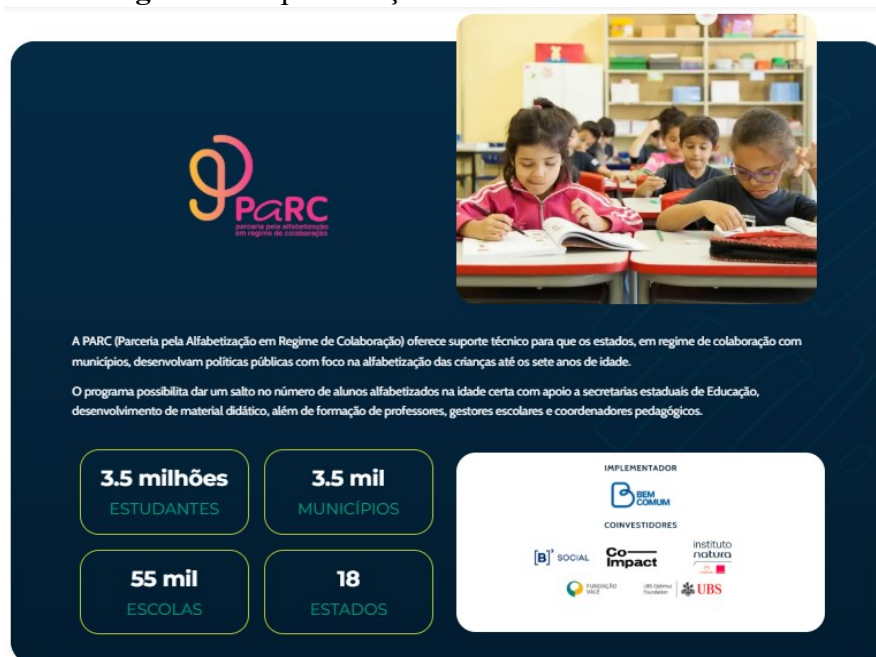 PaRC
parceria pela alfabetização
em regime de colaboração
A PARC (Parceria pela Alfabetização em Regime de Colaboração) oferece suporte técnico para que os estados, em regime de colaboração com
municípios, desenvolvam políticas públicas com foco na alfabetização das crianças até os sete anos de idade.
O programa possibilita dar um salto no número de alunos alfabetizados na idade certa com apoio a secretarias estaduais de Educação,
desenvolvimento de material didático, além de formação de professores, gestores escolares e coordenadores pedagógicos.
3.5 milhões
ESTUDANTES
3.5 mil
MUNICÍPIOS
55 mil
ESCOLAS
18
ESTADOS
IMPLEMENTADOR
BEM
COMUM
COINVESTIDORES
[B]³ SOCIAL
Co
Impact
instituto
natura
FUNDAÇÃO
VALE
UBS Optimus
Foundation
UBS